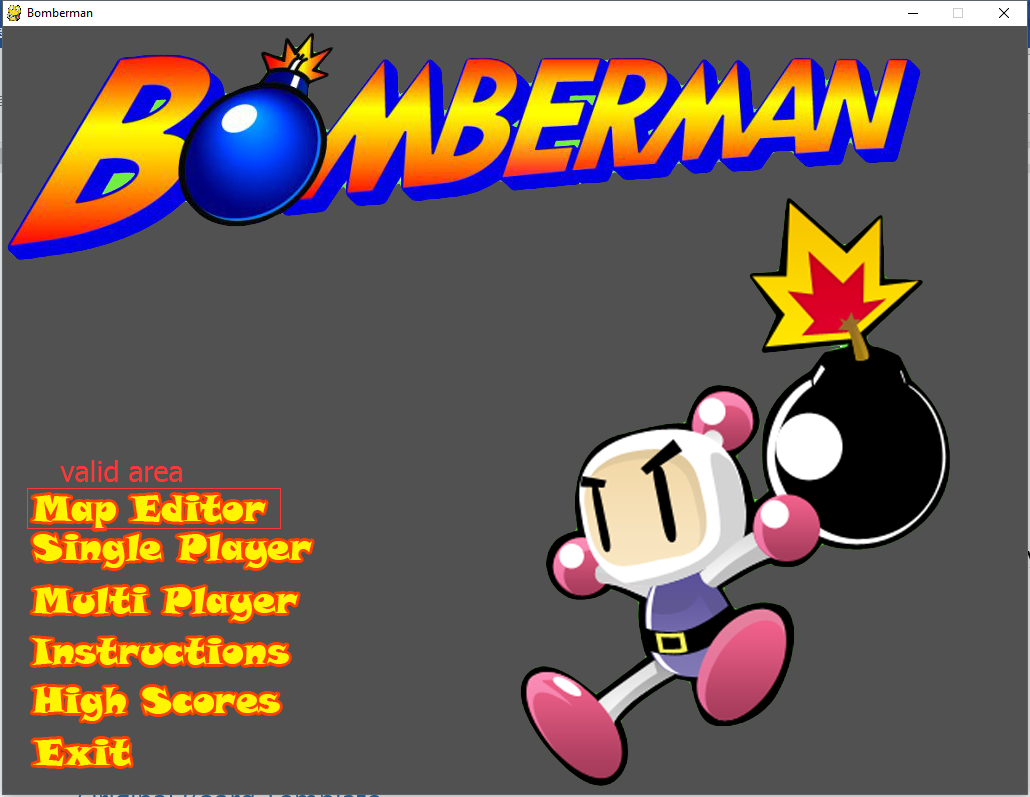 Bomberman
BOMBERMAN
valid area
Map Editor
Single Player
Multi Player
Instructions
High Scores
Exit